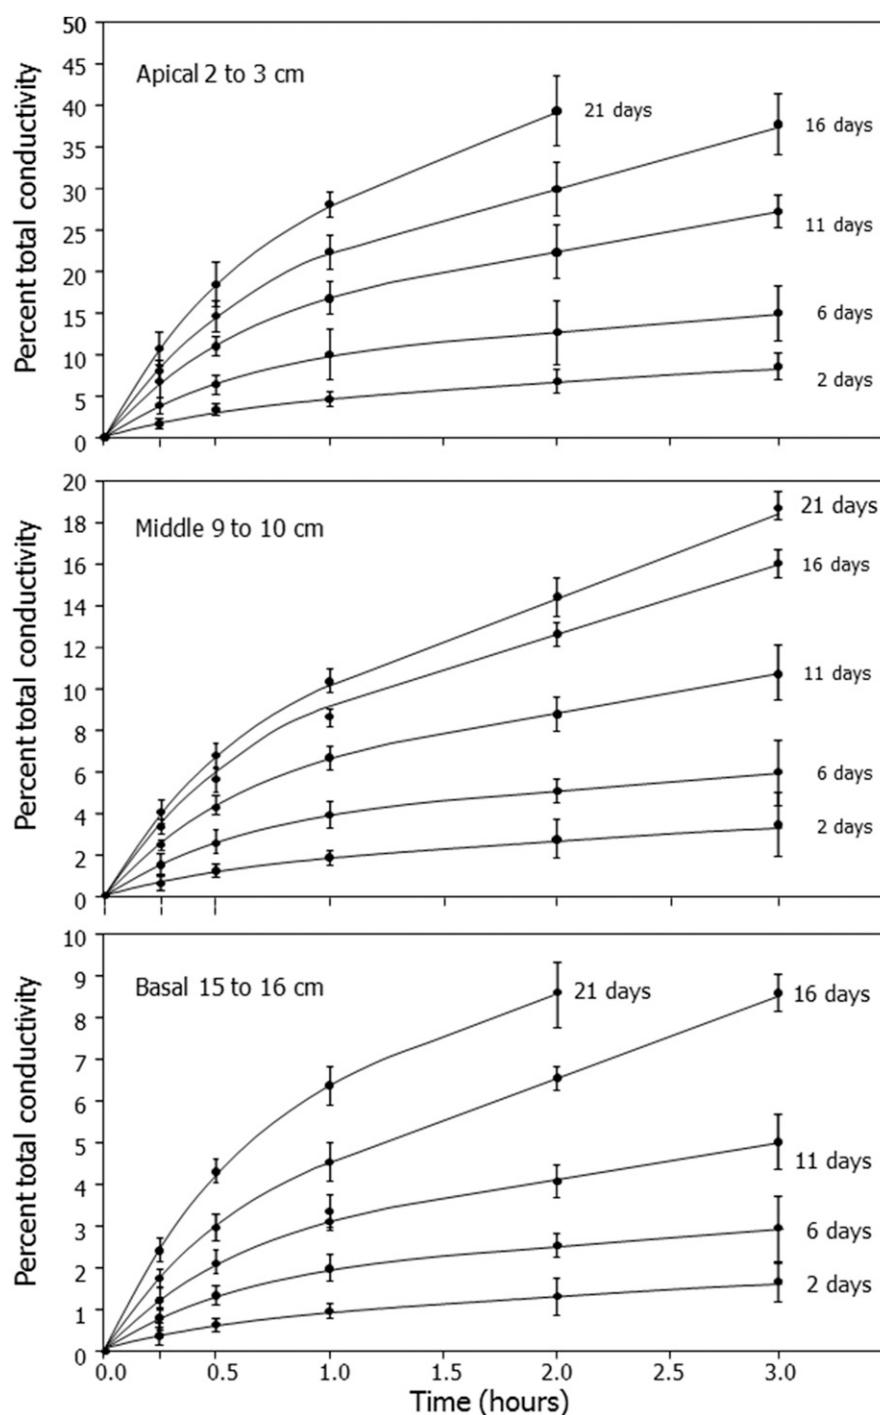 Percent total conductivity
50
45
40
35
30
25
20
15
10
5
0
Apical 2 to 3 cm
21 days
16 days
11 days
6 days
2 days
Percent total conductivity
20
18
16
14
12
10
8
6
4
2
0
Middle 9 to 10 cm
21 days
16 days
11 days
6 days
2 days
Percent total conductivity
10
9
8
7
6
5
4
3
2
1
0
Basal 15 to 16 cm
21 days
16 days
11 days
6 days
2 days
0.0 0.5 1.0 1.5 2.0 2.5 3.0
Time (hours)